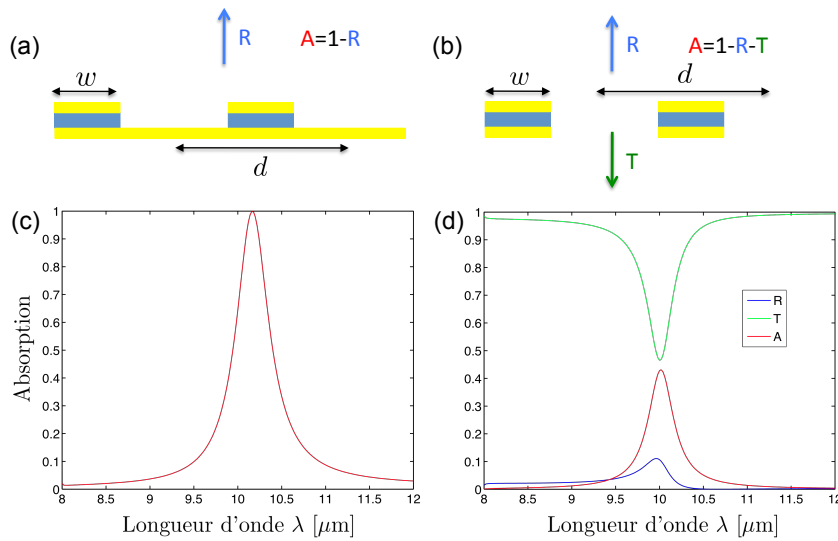 (a)
R
A=1-R
w
d
(b)
R
A=1-R-T
w
d
T
(c)
Absorption
1
0.9
0.8
0.7
0.6
0.5
0.4
0.3
0.2
0.1
0
8
8.5
9
9.5
10
10.5
11
11.5
12
Longueur d'onde λ [μm]
(d)
1
0.9
0.8
0.7
0.6
0.5
0.4
0.3
0.2
0.1
0
R
T
A
8
8.5
9
9.5
10
10.5
11
11.5
12
Longueur d'onde λ [μm]